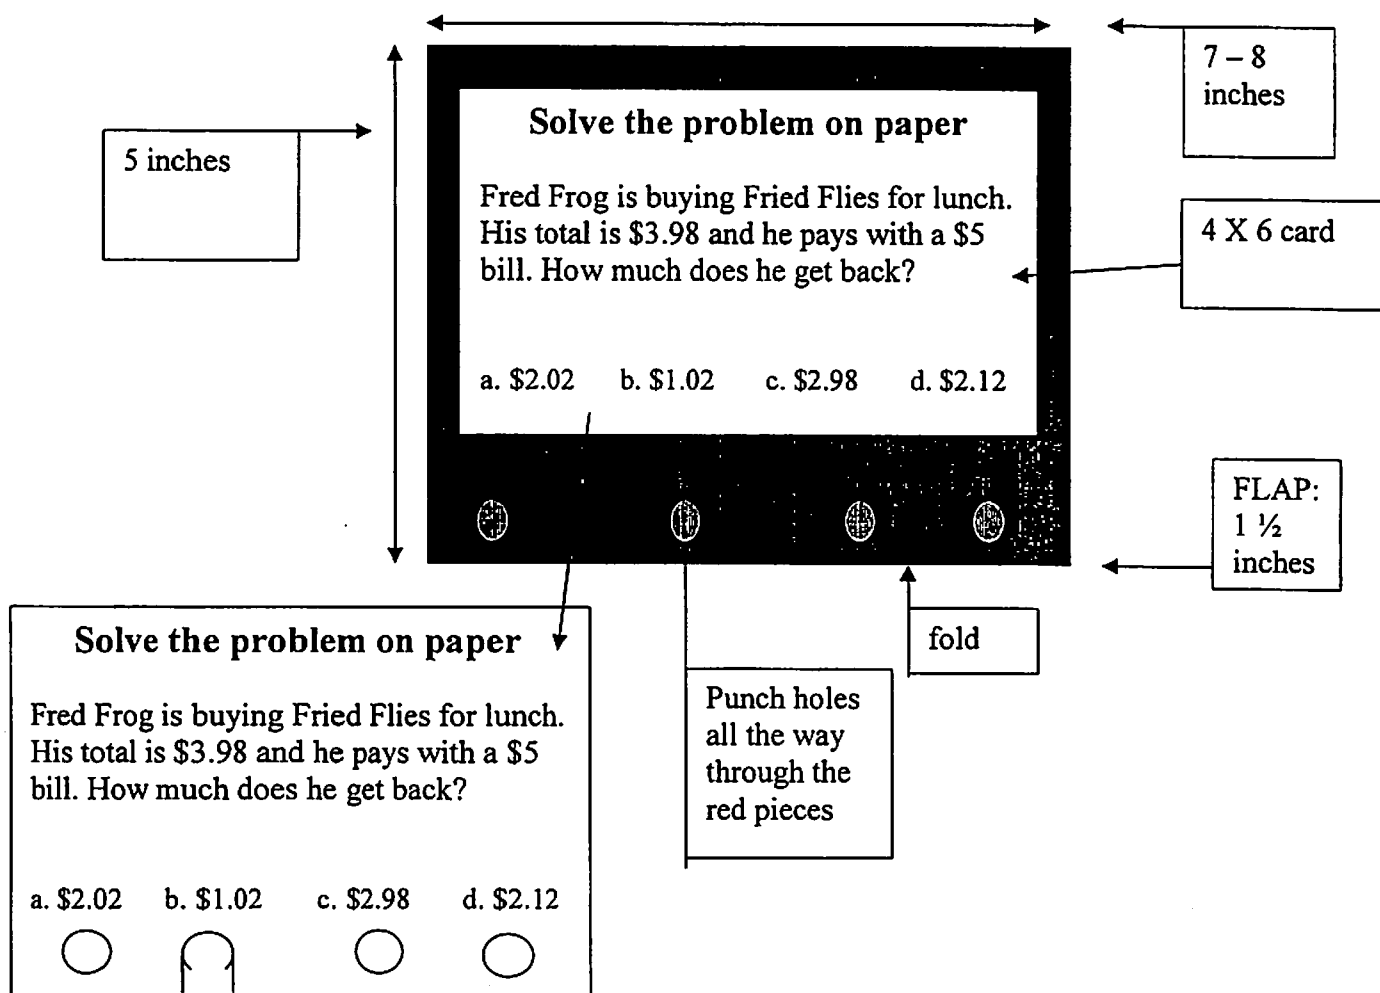 7 – 8
inches
5 inches
Solve the problem on paper
Fred Frog is buying Fried Flies for lunch.
His total is $3.98 and he pays with a $5
bill. How much does he get back?
a. $2.02 b. $1.02 c. $2.98 d. $2.12
4 X 6 card
FLAP:
1 ½
inches
fold
Punch holes
all the way
through the
red pieces
Solve the problem on paper
Fred Frog is buying Fried Flies for lunch.
His total is $3.98 and he pays with a $5
bill. How much does he get back?
a. $2.02 b. $1.02 c. $2.98 d. $2.12